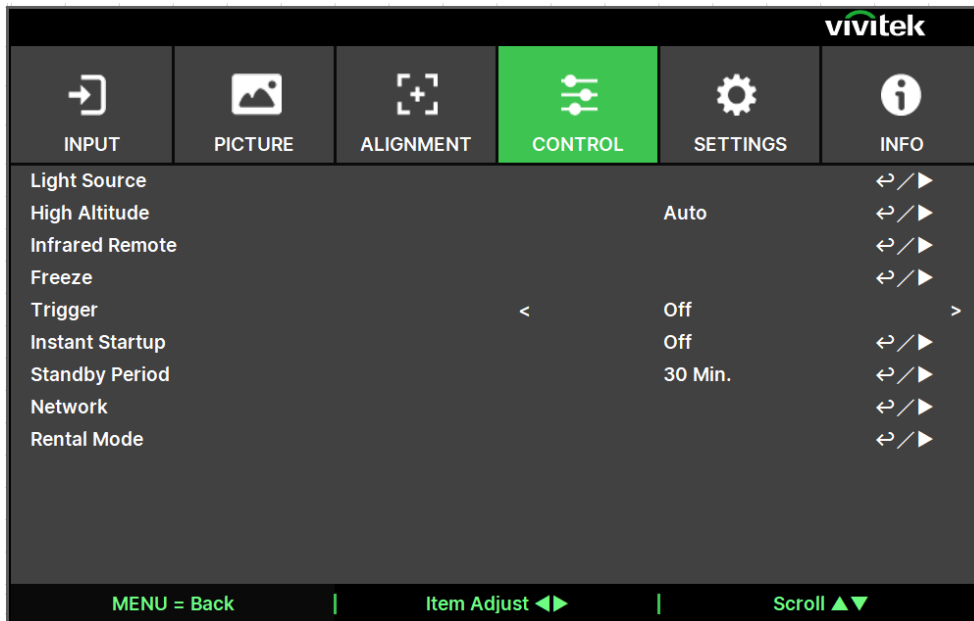 vivitek
INPUT PICTURE ALIGNMENT CONTROL SETTINGS INFO
Light Source ↩／▶
High Altitude Auto ↩／▶
Infrared Remote ↩／▶
Freeze ↩／▶
Trigger < Off >
Instant Startup Off ↩／▶
Standby Period 30 Min. ↩／▶
Network ↩／▶
Rental Mode ↩／▶
MENU = Back | Item Adjust ◀▶ | Scroll ▲▼